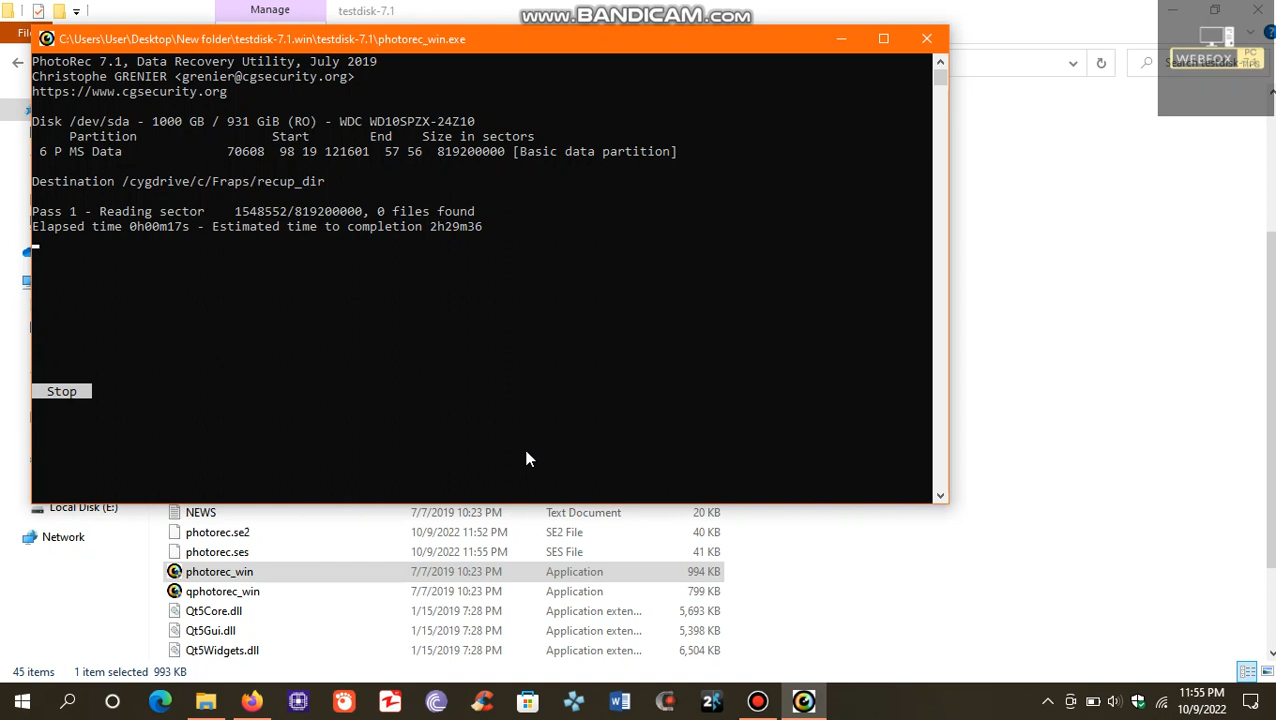 Manage
testdisk-7.1
www.BANDICAM.com
C:\Users\User\Desktop\New folder\testdisk-7.1.win\testdisk-7.1\photorec_win.exe
PhotoRec 7.1, Data Recovery Utility, July 2019
Christophe GRENIER <grenier@cgsecurity.org>
https://www.cgsecurity.org
Disk /dev/sda - 1000 GB / 931 GiB (RO) - WDC WD10SPZX-24Z10
Partition Start End Size in sectors
6 P MS Data 70608 98 19 121601 57 56 819200000 [Basic data partition]
Destination /cygdrive/c/Fraps/recup_dir
Pass 1 - Reading sector 1548552/819200000, 0 files found
Elapsed time 0h00m17s - Estimated time to completion 2h29m36
Stop
WEBFOX PC
Local Disk (E:)
Network
NEWS 7/7/2019 10:23 PM Text Document 20 KB
photorec.se2 10/9/2022 11:52 PM SE2 File 40 KB
photorec.ses 10/9/2022 11:55 PM SES File 41 KB
photorec_win 7/7/2019 10:23 PM Application 994 KB
qphotorec_win 7/7/2019 10:23 PM Application 799 KB
Qt5Core.dll 1/15/2019 7:28 PM Application exten... 5,693 KB
Qt5Gui.dll 1/15/2019 7:28 PM Application exten... 5,398 KB
Qt5Widgets.dll 1/15/2019 7:28 PM Application exten... 6,504 KB
45 items 1 item selected 993 KB
11:55 PM
10/9/2022